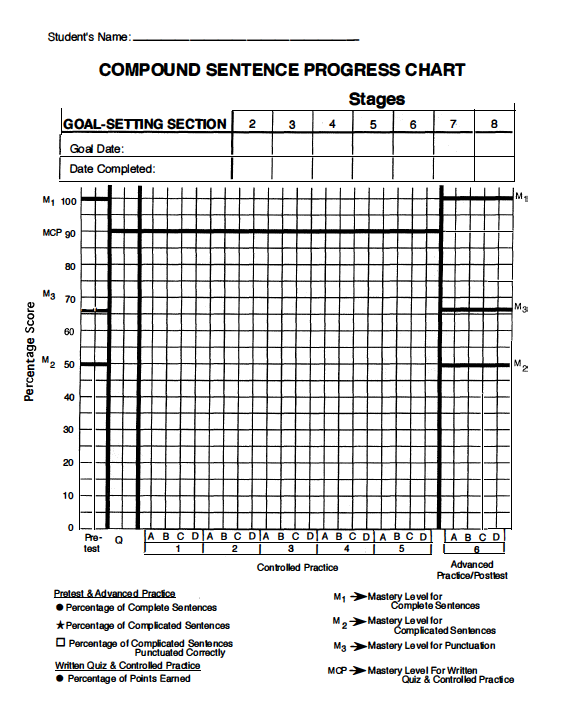 Student's Name:
COMPOUND SENTENCE PROGRESS CHART
Stages
GOAL-SETTING SECTION 2 3 4 5 6 7 8
Goal Date:
Date Completed:
M1 100 M1
MCP 90
80
M3 70 M3
60
M2 50 M2
40
30
20
10
0
Percentage Score
Pre-test Q A B C D A B C D A B C D A B C D A B C D A B C D
1 2 3 4 5 6
Controlled Practice
Advanced
Practice/Posttest
Pretest & Advanced Practice
● Percentage of Complete Sentences
★ Percentage of Complicated Sentences
☐ Percentage of Complicated Sentences
Punctuated Correctly
Written Quiz & Controlled Practice
● Percentage of Points Earned
M1 → Mastery Level for
Complete Sentences
M2 → Mastery Level for
Complicated Sentences
M3 → Mastery Level for Punctuation
MCP → Mastery Level For Written
Quiz & Controlled Practice